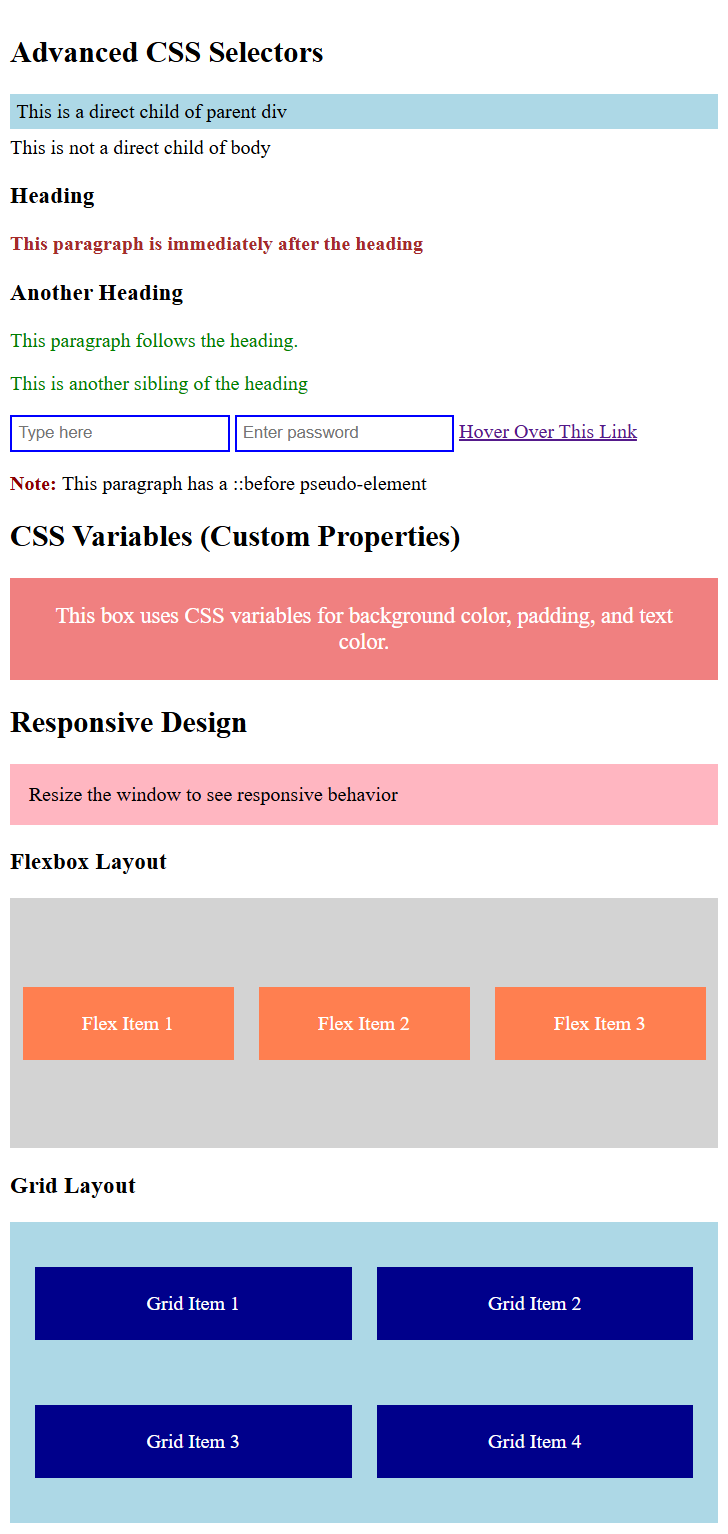 Advanced CSS Selectors
This is a direct child of parent div
This is not a direct child of body
Heading
This paragraph is immediately after the heading
Another Heading
This paragraph follows the heading.
This is another sibling of the heading
Type here Enter password Hover Over This Link
Note: This paragraph has a ::before pseudo-element
CSS Variables (Custom Properties)
This box uses CSS variables for background color, padding, and text
color.
Responsive Design
Resize the window to see responsive behavior
Flexbox Layout
Flex Item 1 Flex Item 2 Flex Item 3
Grid Layout
Grid Item 1 Grid Item 2
Grid Item 3 Grid Item 4